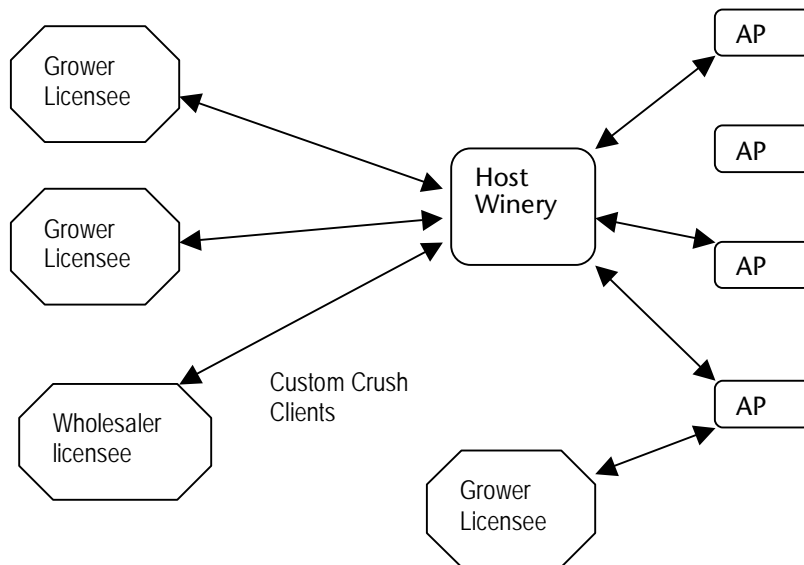 Grower
Licensee
AP
AP
Host
Winery
Grower
Licensee
AP
Custom Crush
Clients
AP
Wholesaler
licensee
Grower
Licensee